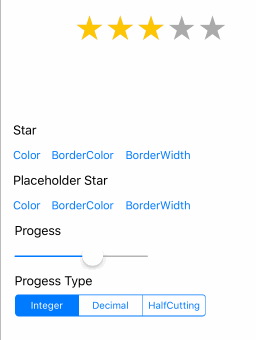 Star
Color BorderColor BorderWidth
Placeholder Star
Color BorderColor BorderWidth
Progess
Progess Type
Integer Decimal HalfCutting